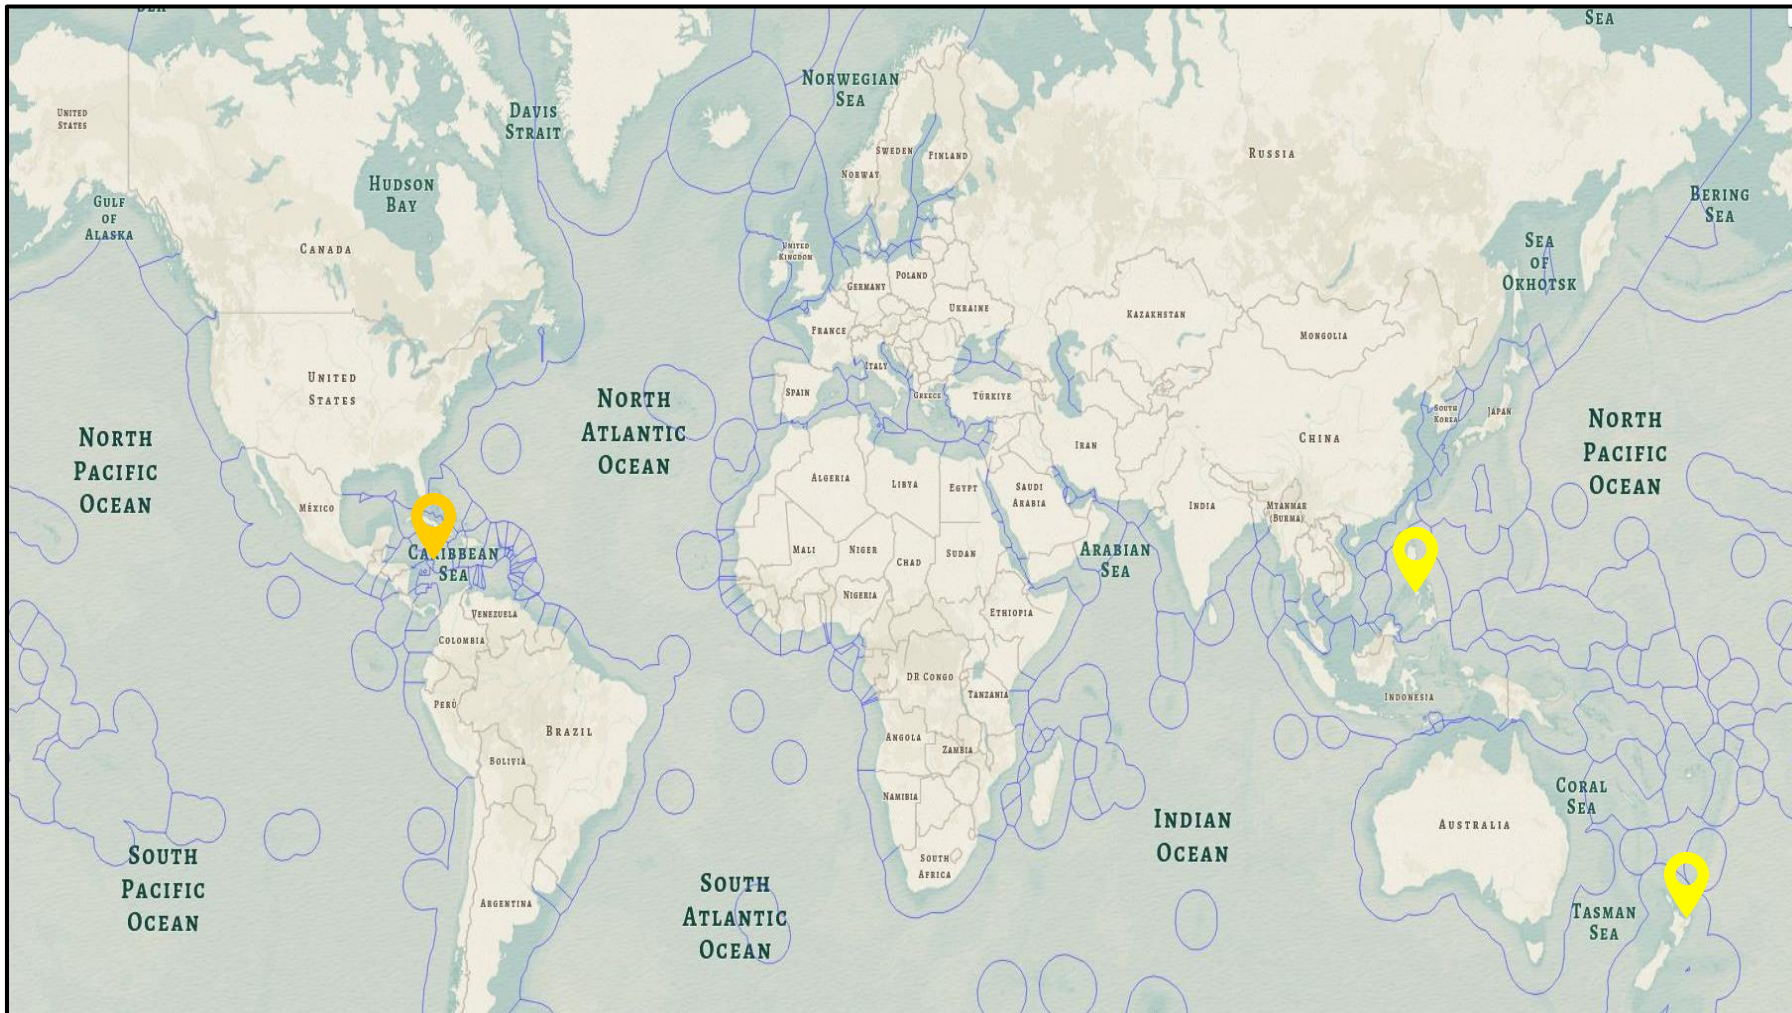 SEA
SEA
NORWEGIAN
SEA
DAVIS
STRAIT
UNITED
STATES
SWEDEN
FINLAND
RUSSIA
NORWAY
HUDSON
BAY
BERING
SEA
GULF
OF
ALASKA
CANADA
UNITED
KINGDOM
SEA
OF
OKHOTSK
POLAND
GERMANY
UKRAINE
KAZAKHSTAN
FRANCE
MONGOLIA
ITALY
UNITED
STATES
SPAIN
GREECE
TÜRKIYE
SOUTH
KOREA
JAPAN
NORTH
ATLANTIC
OCEAN
NORTH
PACIFIC
OCEAN
IRAN
CHINA
NORTH
PACIFIC
OCEAN
ALGERIA
LIBYA
EGYPT
SAUDI
ARABIA
INDIA
MYANMAR
(BURMA)
MÉXICO
MALI
NIGER
CHAD
SUDAN
ARABIAN
SEA
CARIBBEAN
SEA
NIGERIA
ETHIOPIA
VENEZUELA
COLOMBIA
DR CONGO
TANZANIA
INDONESIA
PERÚ
BRAZIL
ANGOLA
ZAMBIA
BOLIVIA
NAMIBIA
CORAL
SEA
INDIAN
OCEAN
AUSTRALIA
SOUTH
PACIFIC
OCEAN
SOUTH
AFRICA
SOUTH
ATLANTIC
OCEAN
ARGENTINA
TASMAN
SEA